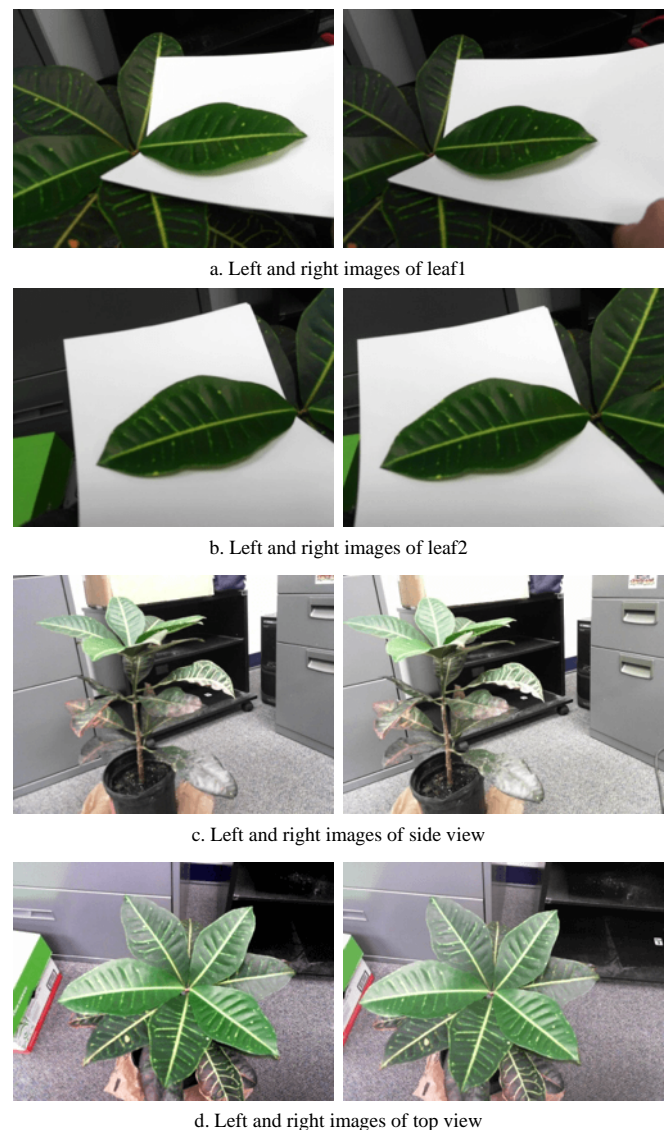 a. Left and right images of leaf1
b. Left and right images of leaf2
c. Left and right images of side view
d. Left and right images of top view